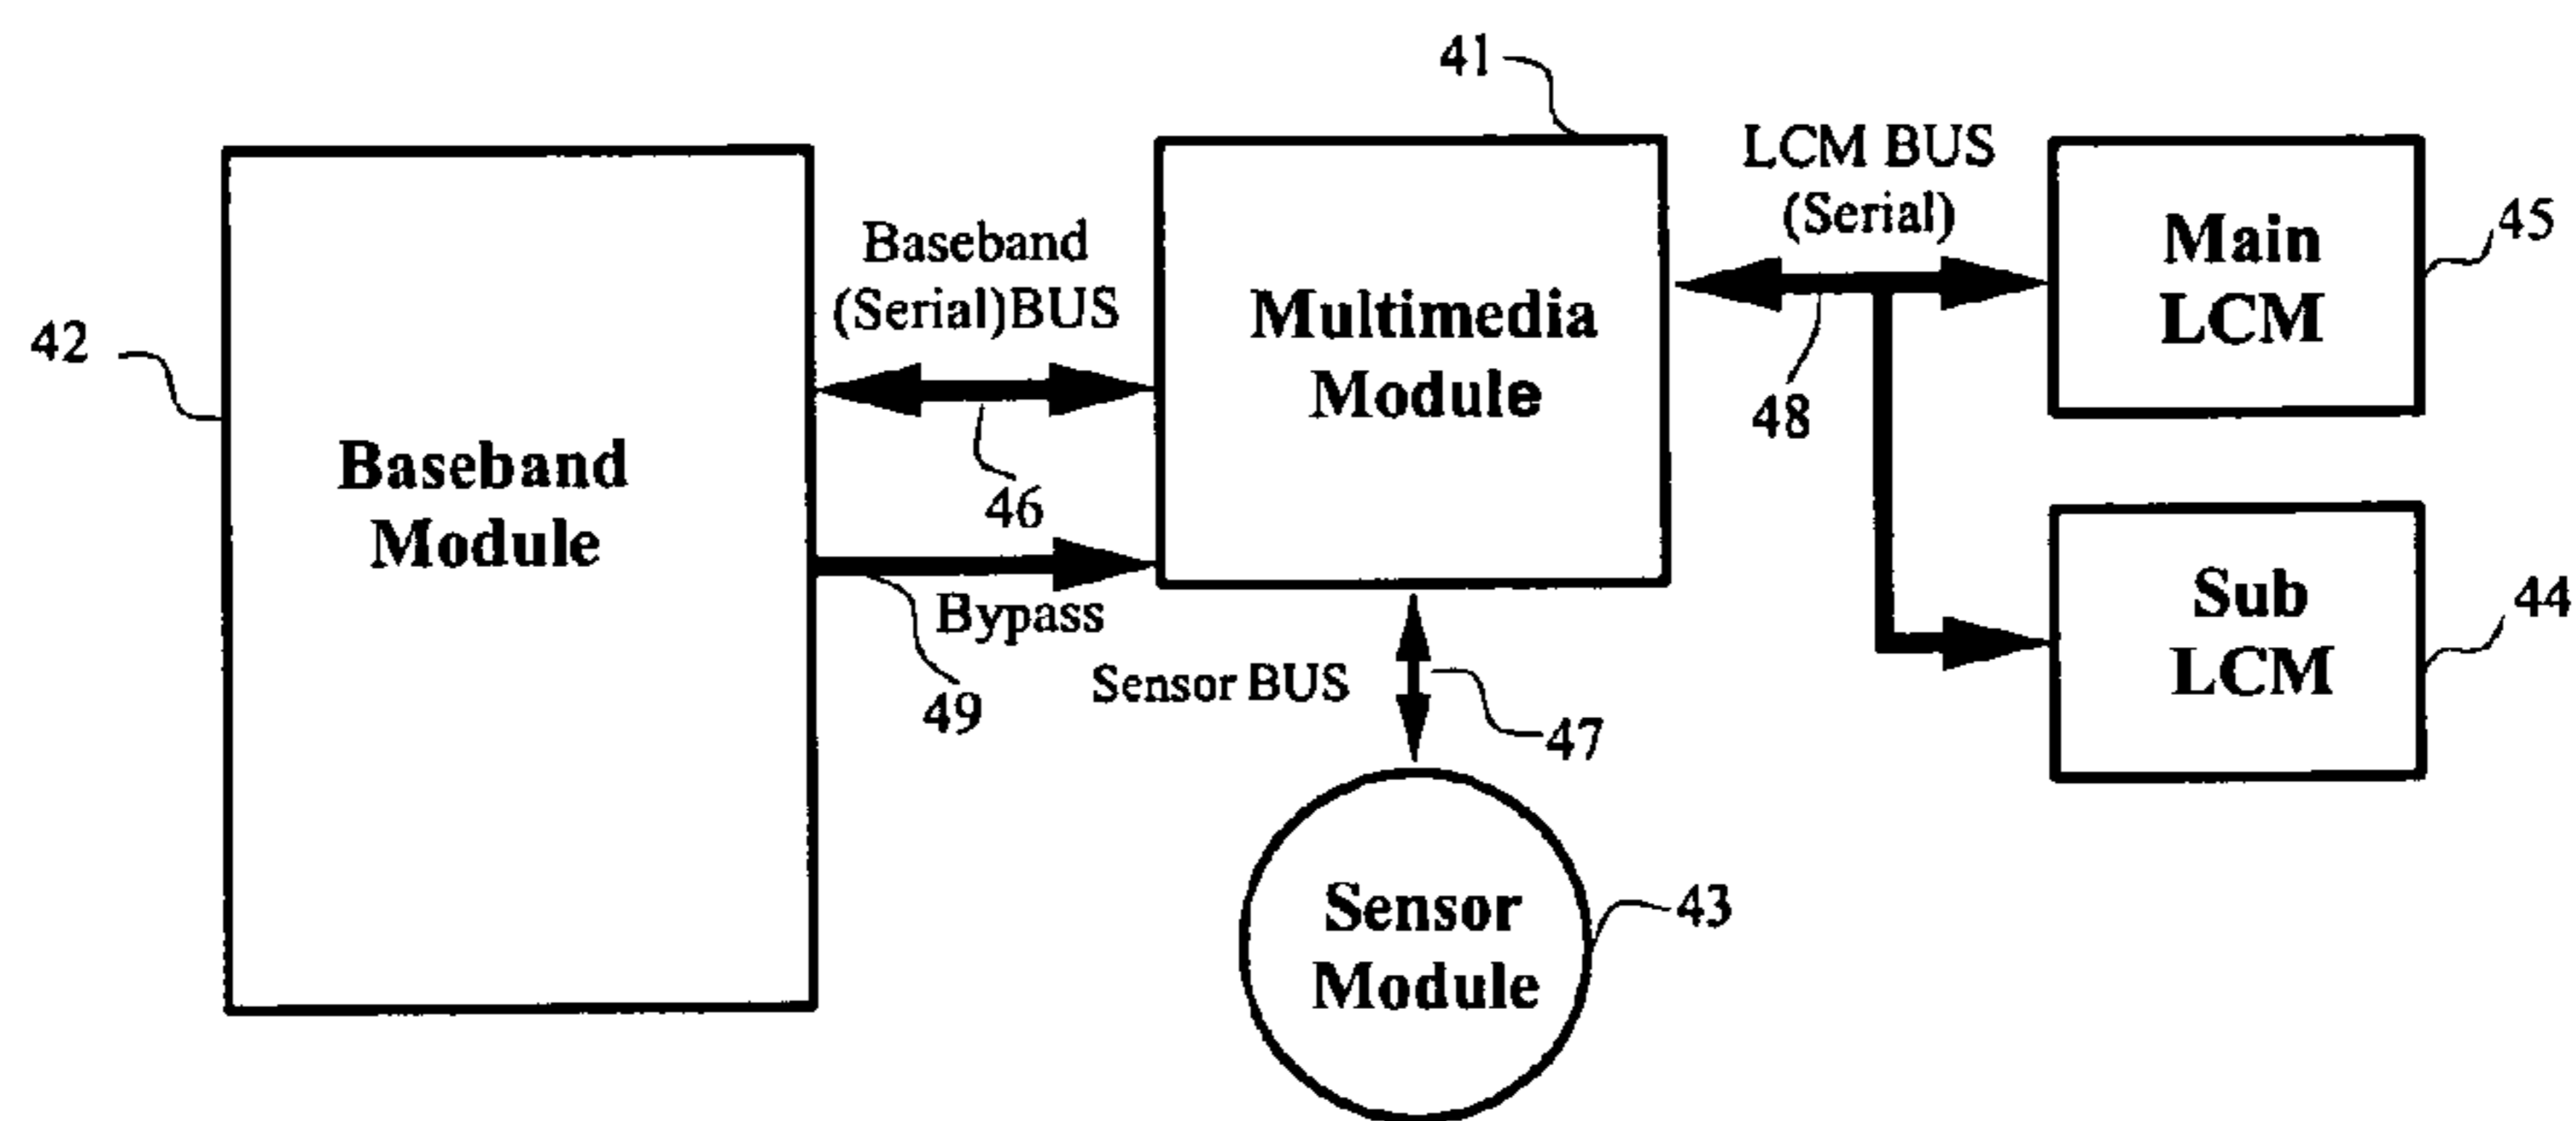 41
LCM BUS
(Serial)
Main
LCM
45
Baseband
(Serial)BUS
Multimedia
Module
42
Baseband
Module
46
48
Bypass
49
Sensor BUS
47
Sub
LCM
44
Sensor
Module
43